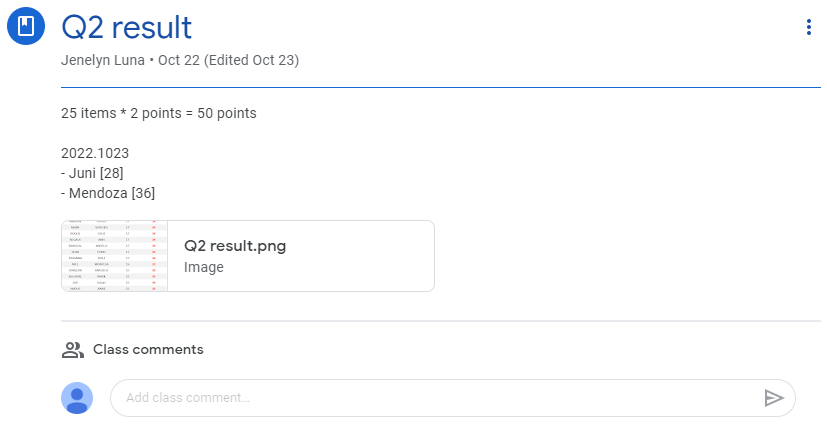 Q2 result
Jenelyn Luna • Oct 22 (Edited Oct 23)
25 items * 2 points = 50 points
2022.1023
- Juni [28]
- Mendoza [36]
Q2 result.png
Image
Class comments
Add class comment...